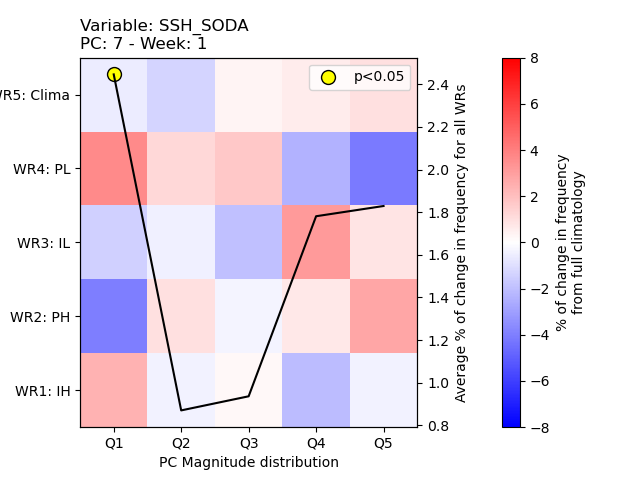 Variable: SSH_SODA
PC: 7 - Week: 1
p<0.05
WR5: Clima
WR4: PL
WR3: IL
WR2: PH
WR1: IH
Q1 Q2 Q3 Q4 Q5
PC Magnitude distribution
2.4
2.2
2.0
1.8
1.6
1.4
1.2
1.0
0.8
Average % of change in frequency for all WRs
8
6
4
2
0
−2
−4
−6
−8
% of change in frequency
from full climatology